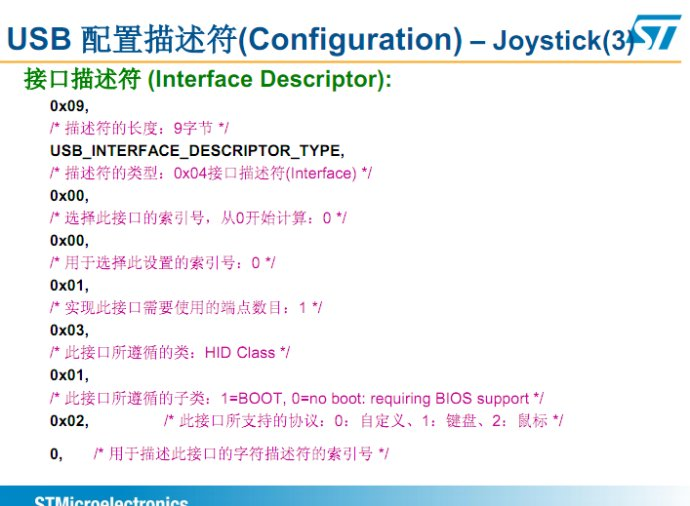 USB 配置描述符(Configuration) – Joystick(3)
ST
接口描述符 (Interface Descriptor):
0x09,
/* 描述符的长度：9字节 */
USB_INTERFACE_DESCRIPTOR_TYPE,
/* 描述符的类型：0x04接口描述符(Interface) */
0x00,
/* 选择此接口的索引号，从0开始计算：0 */
0x00,
/* 用于选择此设置的索引号：0 */
0x01,
/* 实现此接口需要使用的端点数目：1 */
0x03,
/* 此接口所遵循的类：HID Class */
0x01,
/* 此接口所遵循的子类：1=BOOT, 0=no boot: requiring BIOS support */
0x02, /* 此接口所支持的协议：0：自定义、1：键盘、2：鼠标 */
0, /* 用于描述此接口的字符描述符的索引号 */
STMicroelectronics